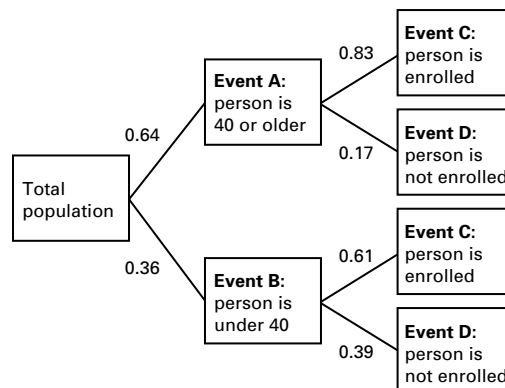 Total
population
0.64
0.36
Event A:
person is
40 or older
Event B:
person is
under 40
0.83
0.17
0.61
0.39
Event C:
person is
enrolled
Event D:
person is
not enrolled
Event C:
person is
enrolled
Event D:
person is
not enrolled